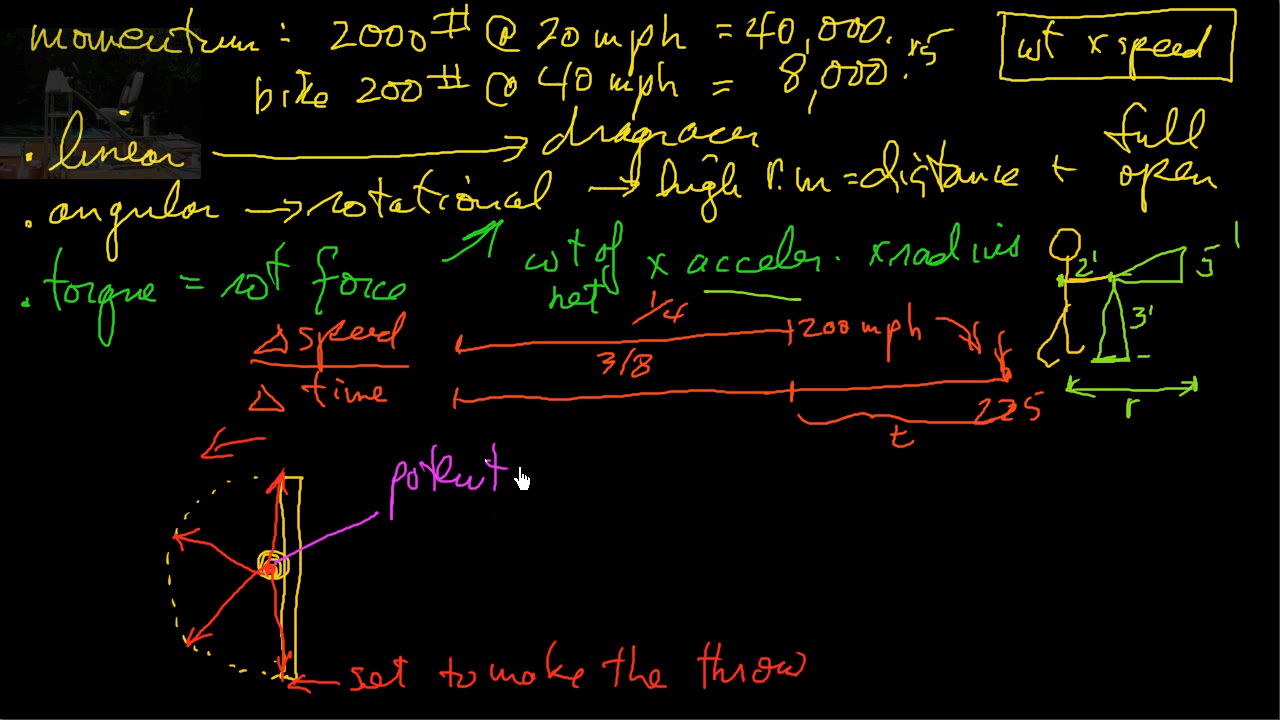 momentum : 2000# @ 20 mph = 40,000. x5
wt x speed
bike 200# @ 40 mph = 8,000.
. linear → dragracer
. angular → rotational → high r.m = distance + full open
. torque = rot force
wt of net x acceler. x radius
2' 5'
3'
r
Δ speed
Δ time
1/4
200 mph
3/8
225
t
potent
set to make the throw